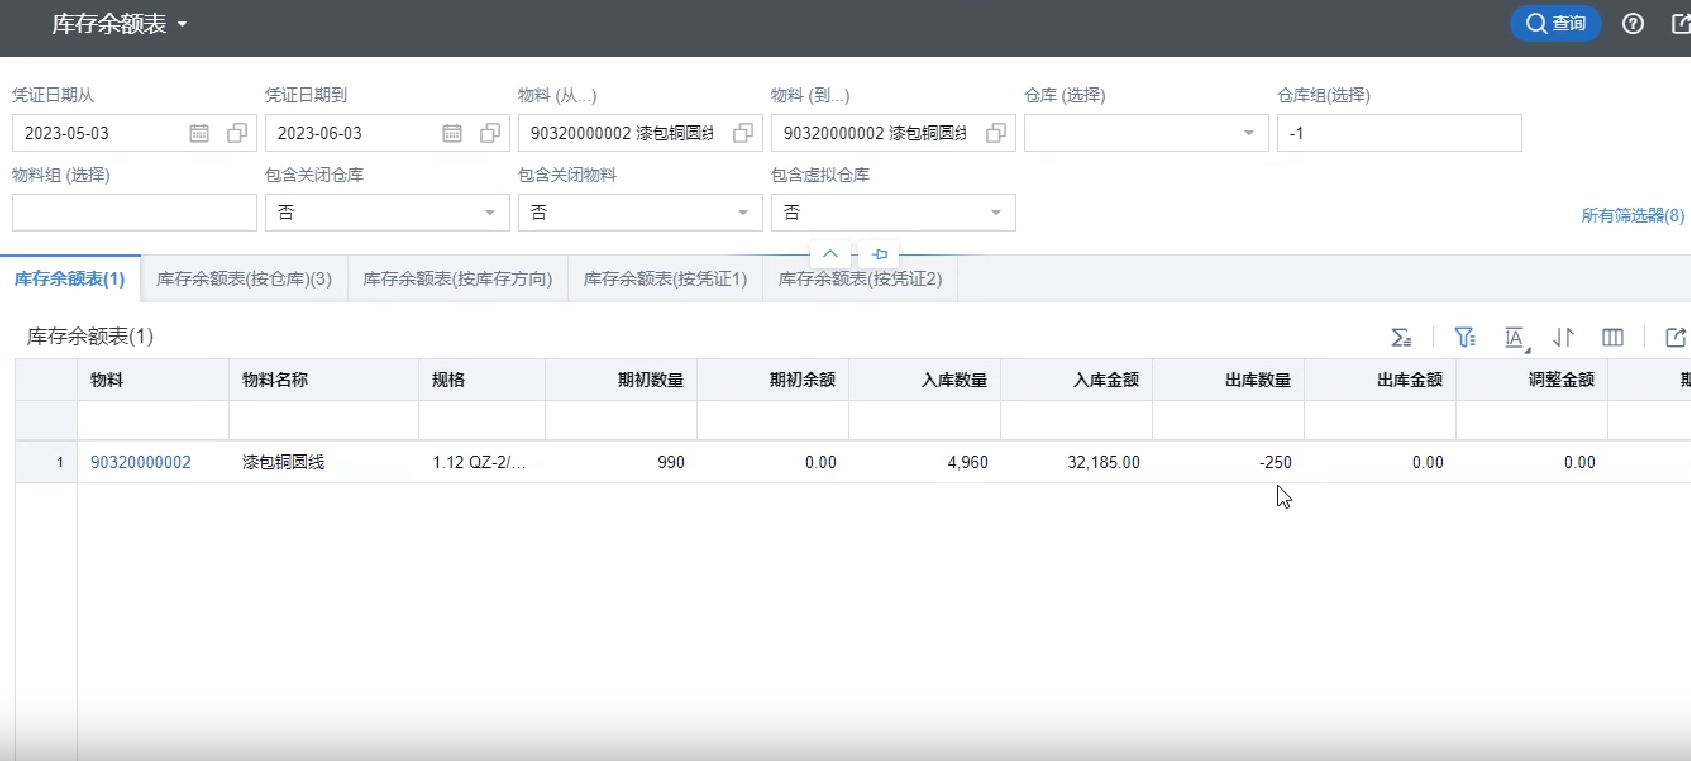 库存余额表
查询
凭证日期从 凭证日期到 物料 (从...) 物料 (到...) 仓库 (选择) 仓库组(选择)
2023-05-03 2023-06-03 90320000002 漆包铜圆 90320000002 漆包铜圆 -1
物料组 (选择) 包含关闭仓库 包含关闭物料 包含虚拟仓库
否 否 否
所有筛选器(8)
库存余额表(1) 库存余额表(按仓库)(3) 库存余额表(按库存方向) 库存余额表(按凭证1) 库存余额表(按凭证2)
库存余额表(1)
物料 物料名称 规格 期初数量 期初余额 入库数量 入库金额 出库数量 出库金额 调整金额
1 90320000002 漆包铜圆线 1.12 QZ-2/... 990 0.00 4,960 32,185.00 -250 0.00 0.00